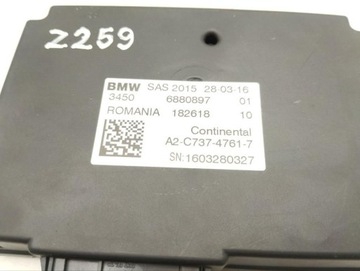 Z259
BMW SAS 2015 28-03-16
3450 6880897 01
ROMANIA 182618 10
Continental
A2-C737-4761-7
SN:1603280327